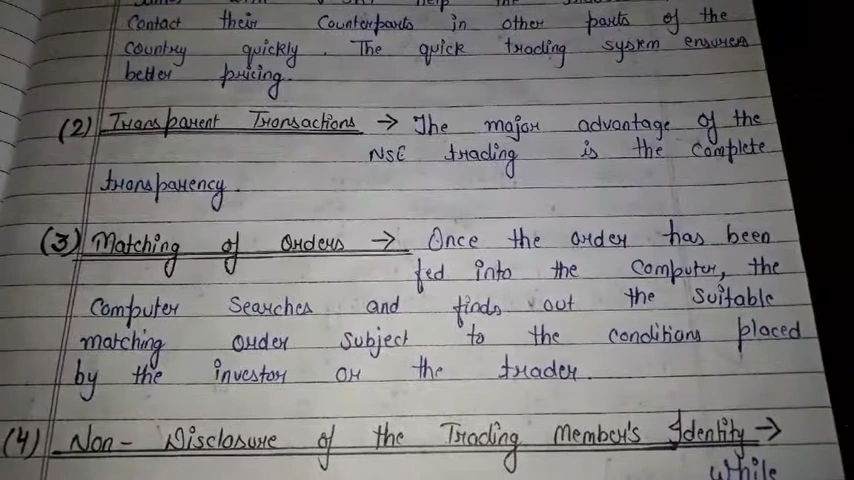 help the
Contact their Counterparts in other parts of the
country quickly. The quick trading system ensures
better pricing.
(2) Transparent Transactions → The major advantage of the
NSE trading is the complete
transparency.
(3) Matching of Orders → Once the order has been
fed into the Computer, the
Computer Searches and finds out the suitable
matching order subject to the conditions placed
by the investor or the trader.
(4) Non- Disclosure of the Trading Member's Identity →
while